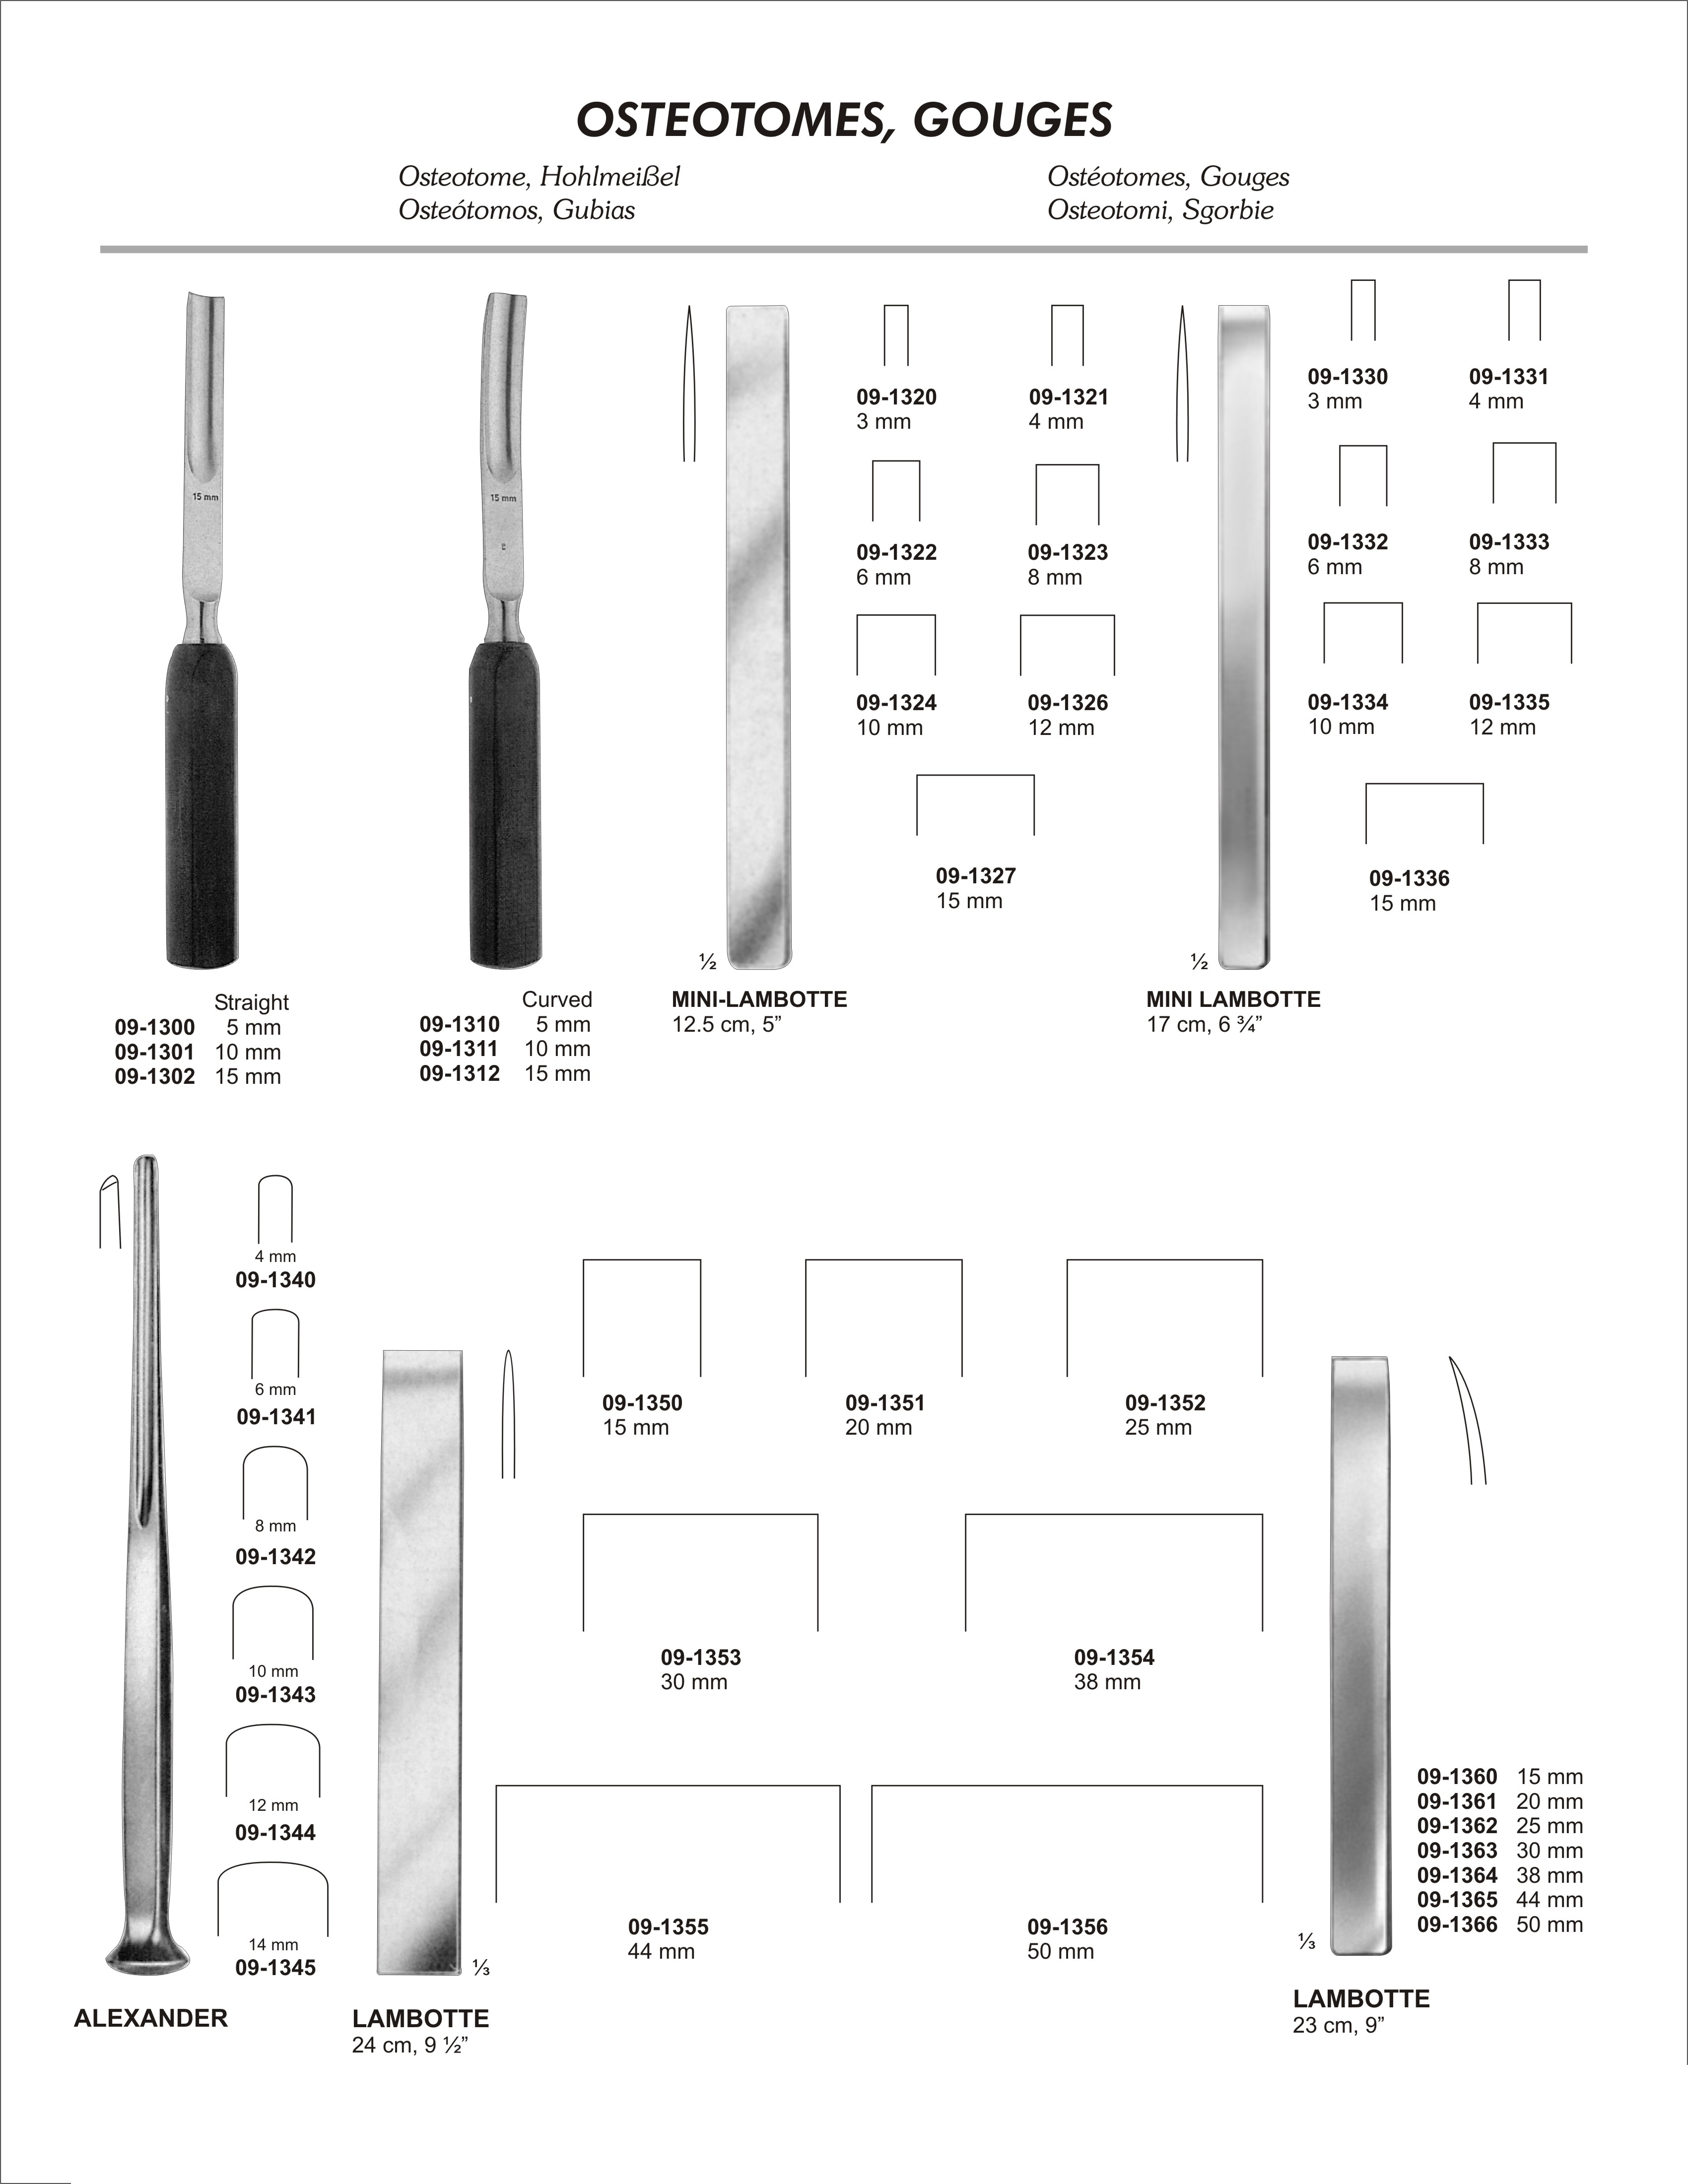 OSTEOTOMES, GOUGES
Osteotome, Hohlmeißel
Osteótomos, Gubias
Ostéotomes, Gouges
Osteotomi, Sgorbie
15 mm
15 mm
2
09-1320
3 mm
09-1321
4 mm
09-1322
6 mm
09-1323
8 mm
09-1324
10 mm
09-1326
12 mm
09-1327
15 mm
09-1330
3 mm
09-1331
4 mm
09-1332
6 mm
09-1333
8 mm
09-1334
10 mm
09-1335
12 mm
09-1336
15 mm
Straight
09-1300 5 mm
09-1301 10 mm
09-1302 15 mm
Curved
09-1310 5 mm
09-1311 10 mm
09-1312 15 mm
½
MINI-LAMBOTTE
12.5 cm, 5”
½
MINI LAMBOTTE
17 cm, 6 ¾”
4 mm
09-1340
6 mm
09-1341
8 mm
09-1342
10 mm
09-1343
12 mm
09-1344
14 mm
09-1345
ALEXANDER
⅓
LAMBOTTE
24 cm, 9 ½”
09-1350
15 mm
09-1351
20 mm
09-1352
25 mm
09-1353
30 mm
09-1354
38 mm
09-1355
44 mm
09-1356
50 mm
09-1360 15 mm
09-1361 20 mm
09-1362 25 mm
09-1363 30 mm
09-1364 38 mm
09-1365 44 mm
09-1366 50 mm
⅓
LAMBOTTE
23 cm, 9”